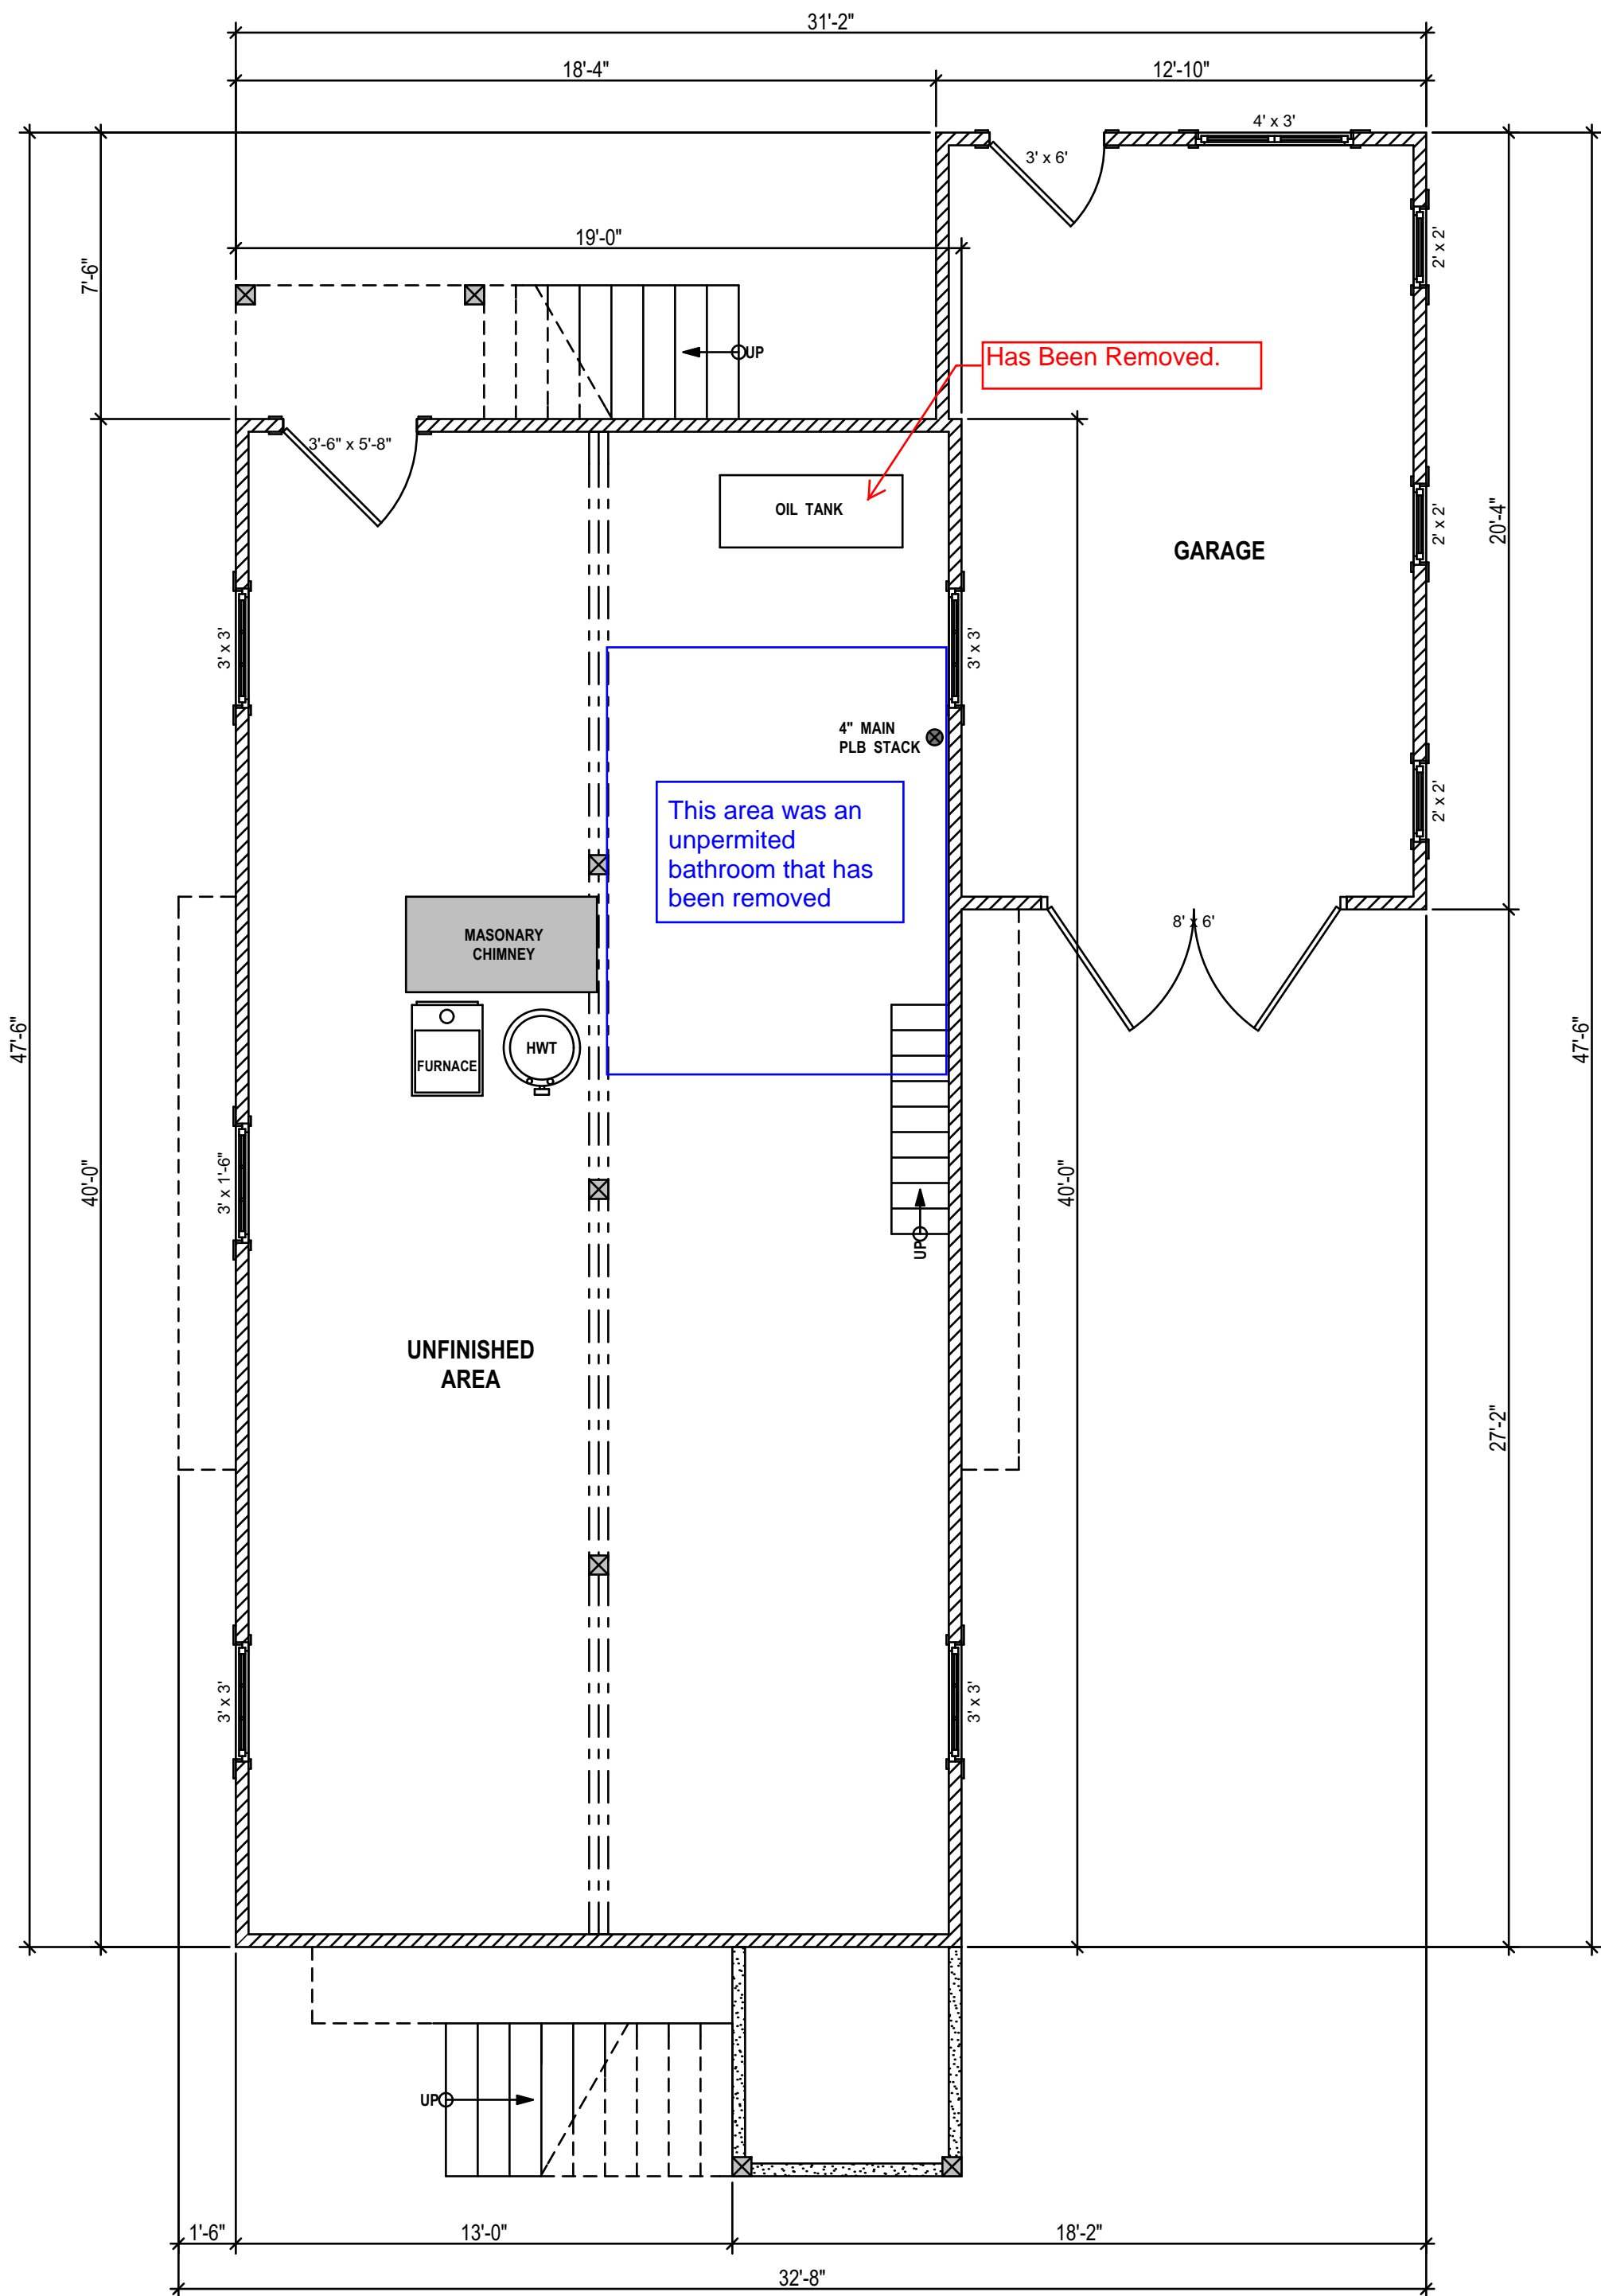 31'-2"
18'-4"
12'-10"
4' x 3'
3' x 6'
19'-0"
2' x 2'
7'-6"
UP
Has Been Removed.
3'-6" x 5'-8"
OIL TANK
GARAGE
2' x 2'
20'-4"
3' x 3'
3' x 3'
4" MAIN
PLB STACK
This area was an
unpermited
bathroom that has
been removed
2' x 2'
8' x 6'
MASONARY
CHIMNEY
FURNACE
HWT
47'-6"
47'-6"
40'-0"
3' x 1'-6"
40'-0"
UP
UNFINISHED
AREA
27'-2"
3' x 3'
3' x 3'
UP
1'-6"
13'-0"
18'-2"
32'-8"